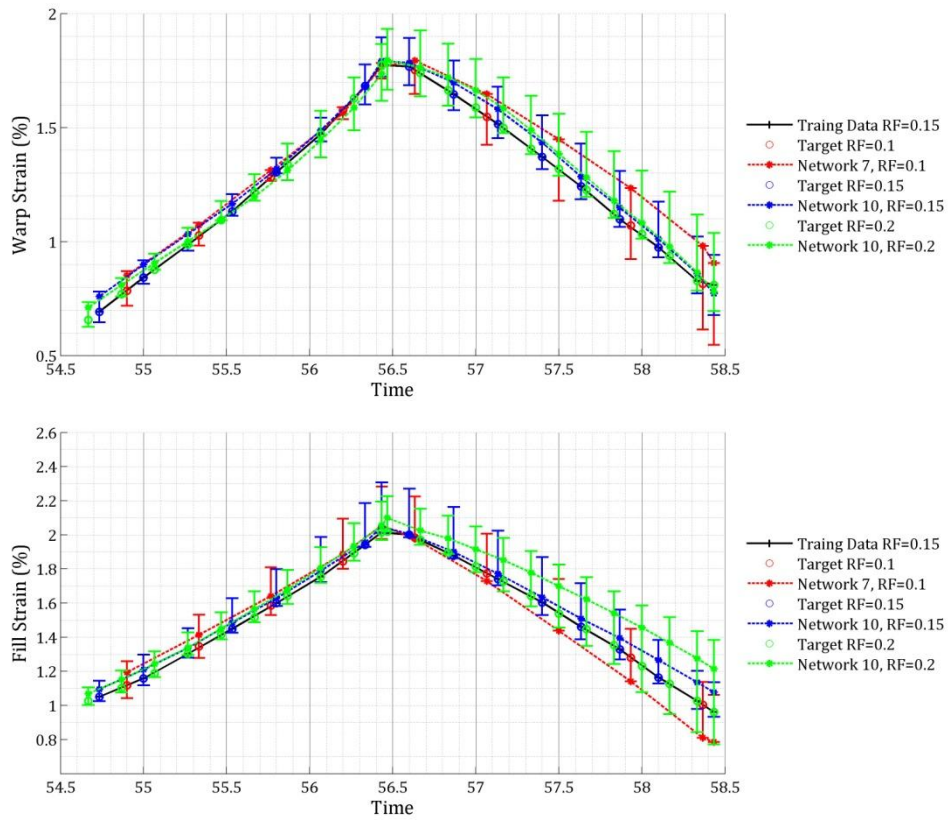 2
1.5
1
0.5
Warp Strain (%)
54.5 55 55.5 56 56.5 57 57.5 58 58.5
Time
Traing Data RF=0.15
Target RF=0.1
Network 7, RF=0.1
Target RF=0.15
Network 10, RF=0.15
Target RF=0.2
Network 10, RF=0.2
2.6
2.4
2.2
2.0
1.8
1.6
1.4
1.2
1.0
0.8
Fill Strain (%)
54.5 55 55.5 56 56.5 57 57.5 58 58.5
Time
Traing Data RF=0.15
Target RF=0.1
Network 7, RF=0.1
Target RF=0.15
Network 10, RF=0.15
Target RF=0.2
Network 10, RF=0.2